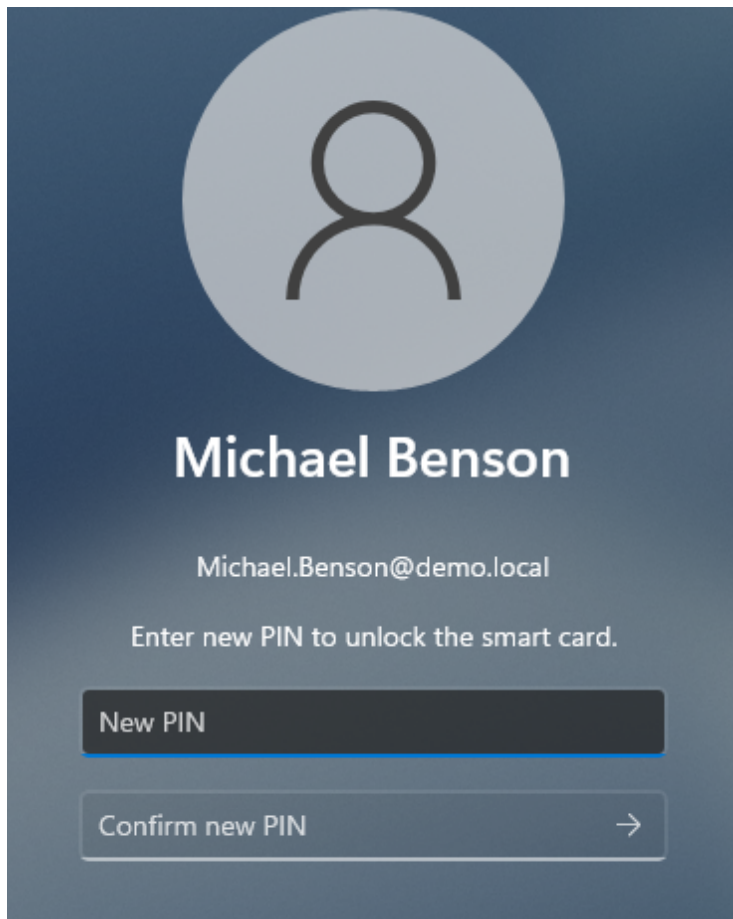 Michael Benson
Michael.Benson@demo.local
Enter new PIN to unlock the smart card.
New PIN
Confirm new PIN